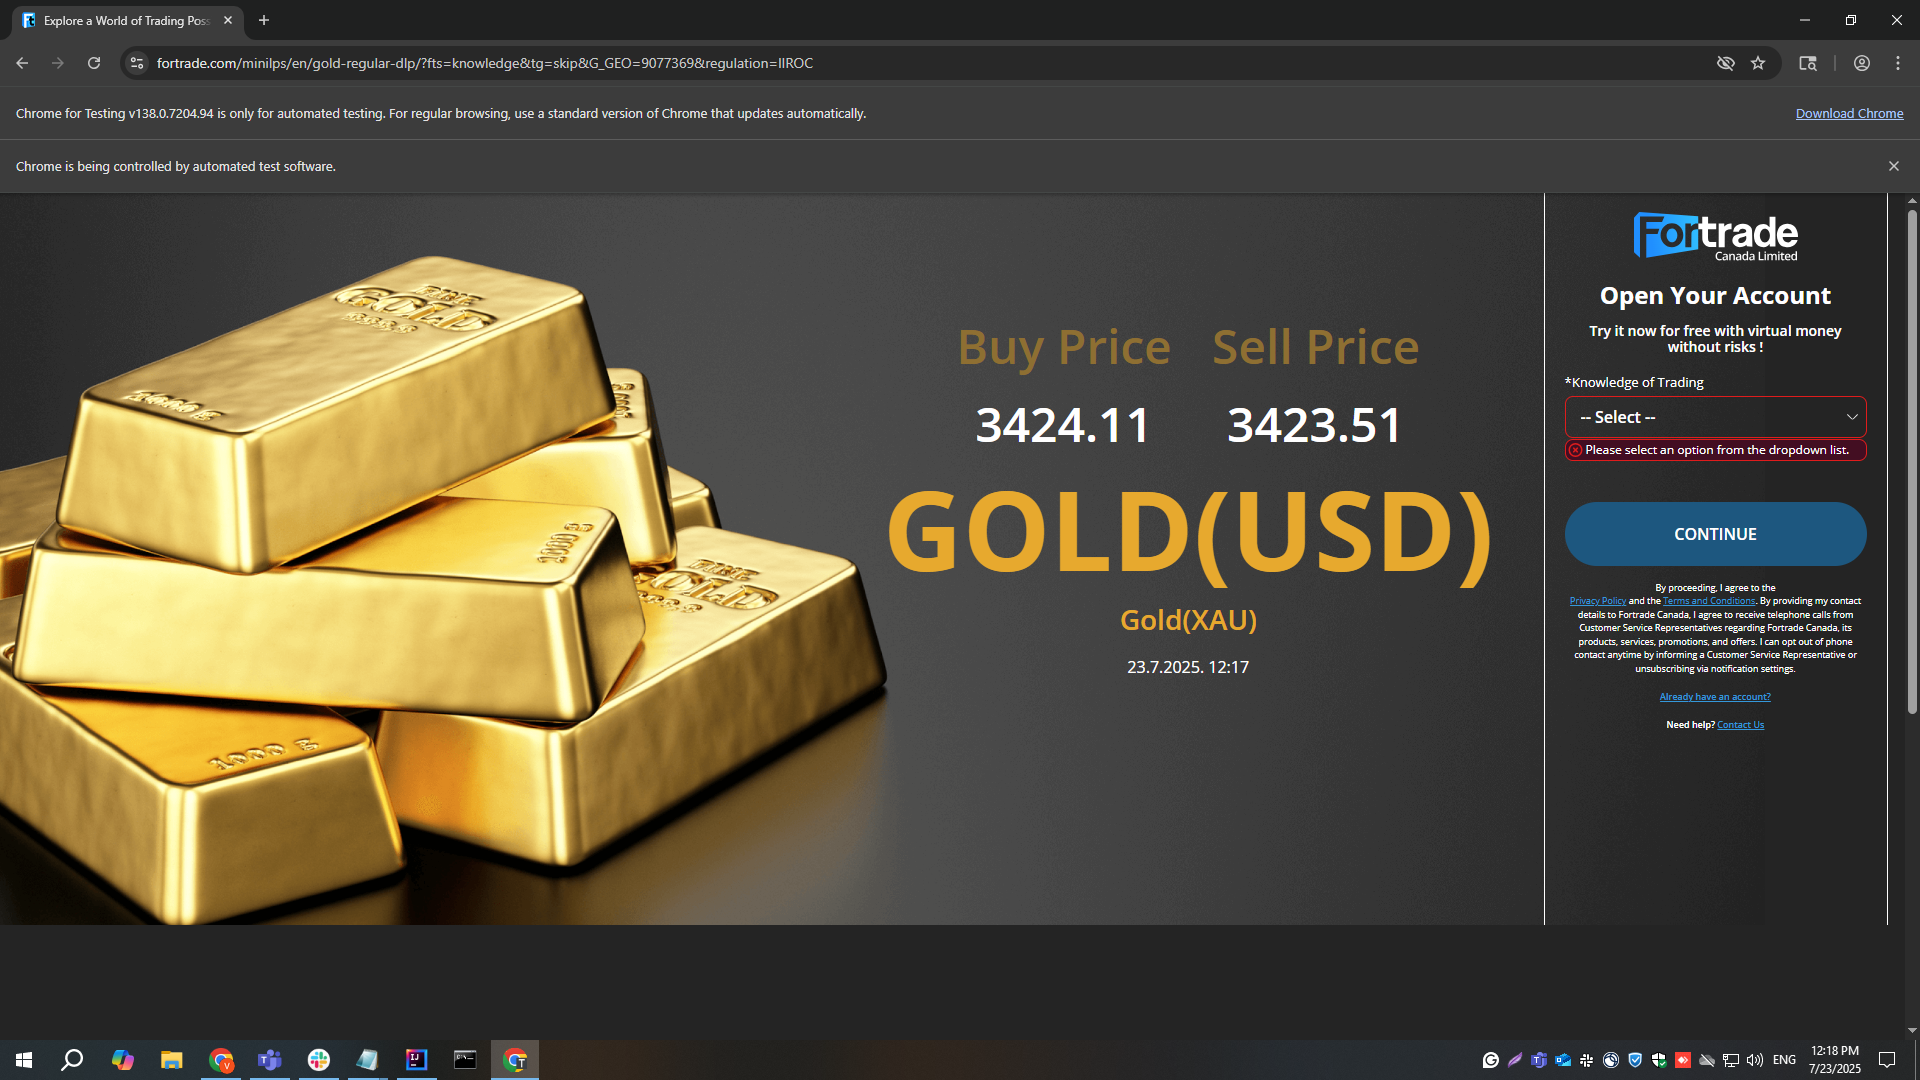 Explore a World of Trading Poss
fortrade.com/minilps/en/gold-regular-dlp/?fts=knowledge&tg=skip&G_GEO=9077369&regulation=IIROC
Chrome for Testing v138.0.7204.94 is only for automated testing. For regular browsing, use a standard version of Chrome that updates automatically.
Download Chrome
Chrome is being controlled by automated test software.
FINE
GOLD
1000 g
FINE
GOLD
1000 g
Buy Price Sell Price
3424.11 3423.51
GOLD(USD)
Gold(XAU)
23.7.2025. 12:17
Fortrade
Canada Limited
Open Your Account
Try it now for free with virtual money
without risks !
*Knowledge of Trading
-- Select --
Please select an option from the dropdown list.
CONTINUE
By proceeding, I agree to the
Privacy Policy and the Terms and Conditions. By providing my contact
details to Fortrade Canada, I agree to receive telephone calls from
Customer Service Representatives regarding Fortrade Canada, its
products, services, promotions, and offers. I can opt out of phone
contact anytime by informing a Customer Service Representative or
unsubscribing via notification settings.
Already have an account?
Need help? Contact Us
ENG
12:18 PM
7/23/2025